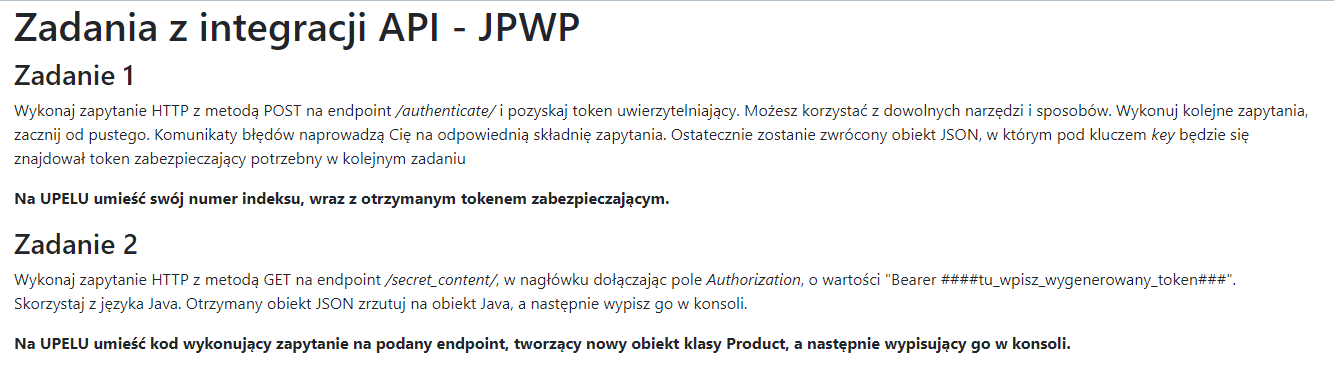 Zadania z integracji API - JPWP
Zadanie 1
Wykonaj zapytanie HTTP z metodą POST na endpoint /authenticate/ i pozyskaj token uwierzytelniający. Możesz korzystać z dowolnych narzędzi i sposobów. Wykonuj kolejne zapytania,
zacznij od pustego. Komunikaty błędów naprowadzą Cię na odpowiednią składnię zapytania. Ostatecznie zostanie zwrócony obiekt JSON, w którym pod kluczem key będzie się
znajdował token zabezpieczający potrzebny w kolejnym zadaniu
Na UPELU umieść swój numer indeksu, wraz z otrzymanym tokenem zabezpieczającym.
Zadanie 2
Wykonaj zapytanie HTTP z metodą GET na endpoint /secret_content/, w nagłówku dołączając pole Authorization, o wartości "Bearer ####tu_wpisz_wygenerowany_token###".
Skorzystaj z języka Java. Otrzymany obiekt JSON zrzutuj na obiekt Java, a następnie wypisz go w konsoli.
Na UPELU umieść kod wykonujący zapytanie na podany endpoint, tworzący nowy obiekt klasy Product, a następnie wypisujący go w konsoli.